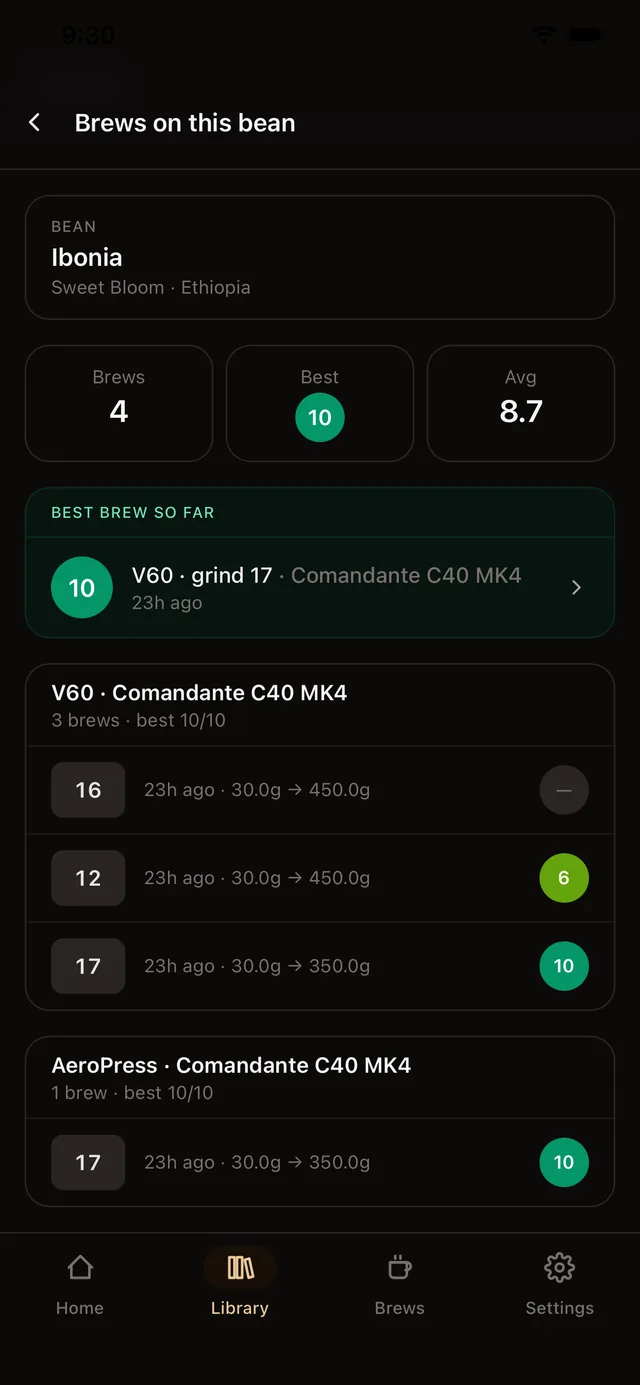 9:30
Brews on this bean
BEAN
Ibonia
Sweet Bloom · Ethiopia
Brews
4
Best
10
Avg
8.7
BEST BREW SO FAR
10
V60 · grind 17 · Comandante C40 MK4
23h ago
V60 · Comandante C40 MK4
3 brews · best 10/10
16 23h ago · 30.0g → 450.0g —
12 23h ago · 30.0g → 450.0g 6
17 23h ago · 30.0g → 350.0g 10
AeroPress · Comandante C40 MK4
1 brew · best 10/10
17 23h ago · 30.0g → 350.0g 10
Home
Library
Brews
Settings